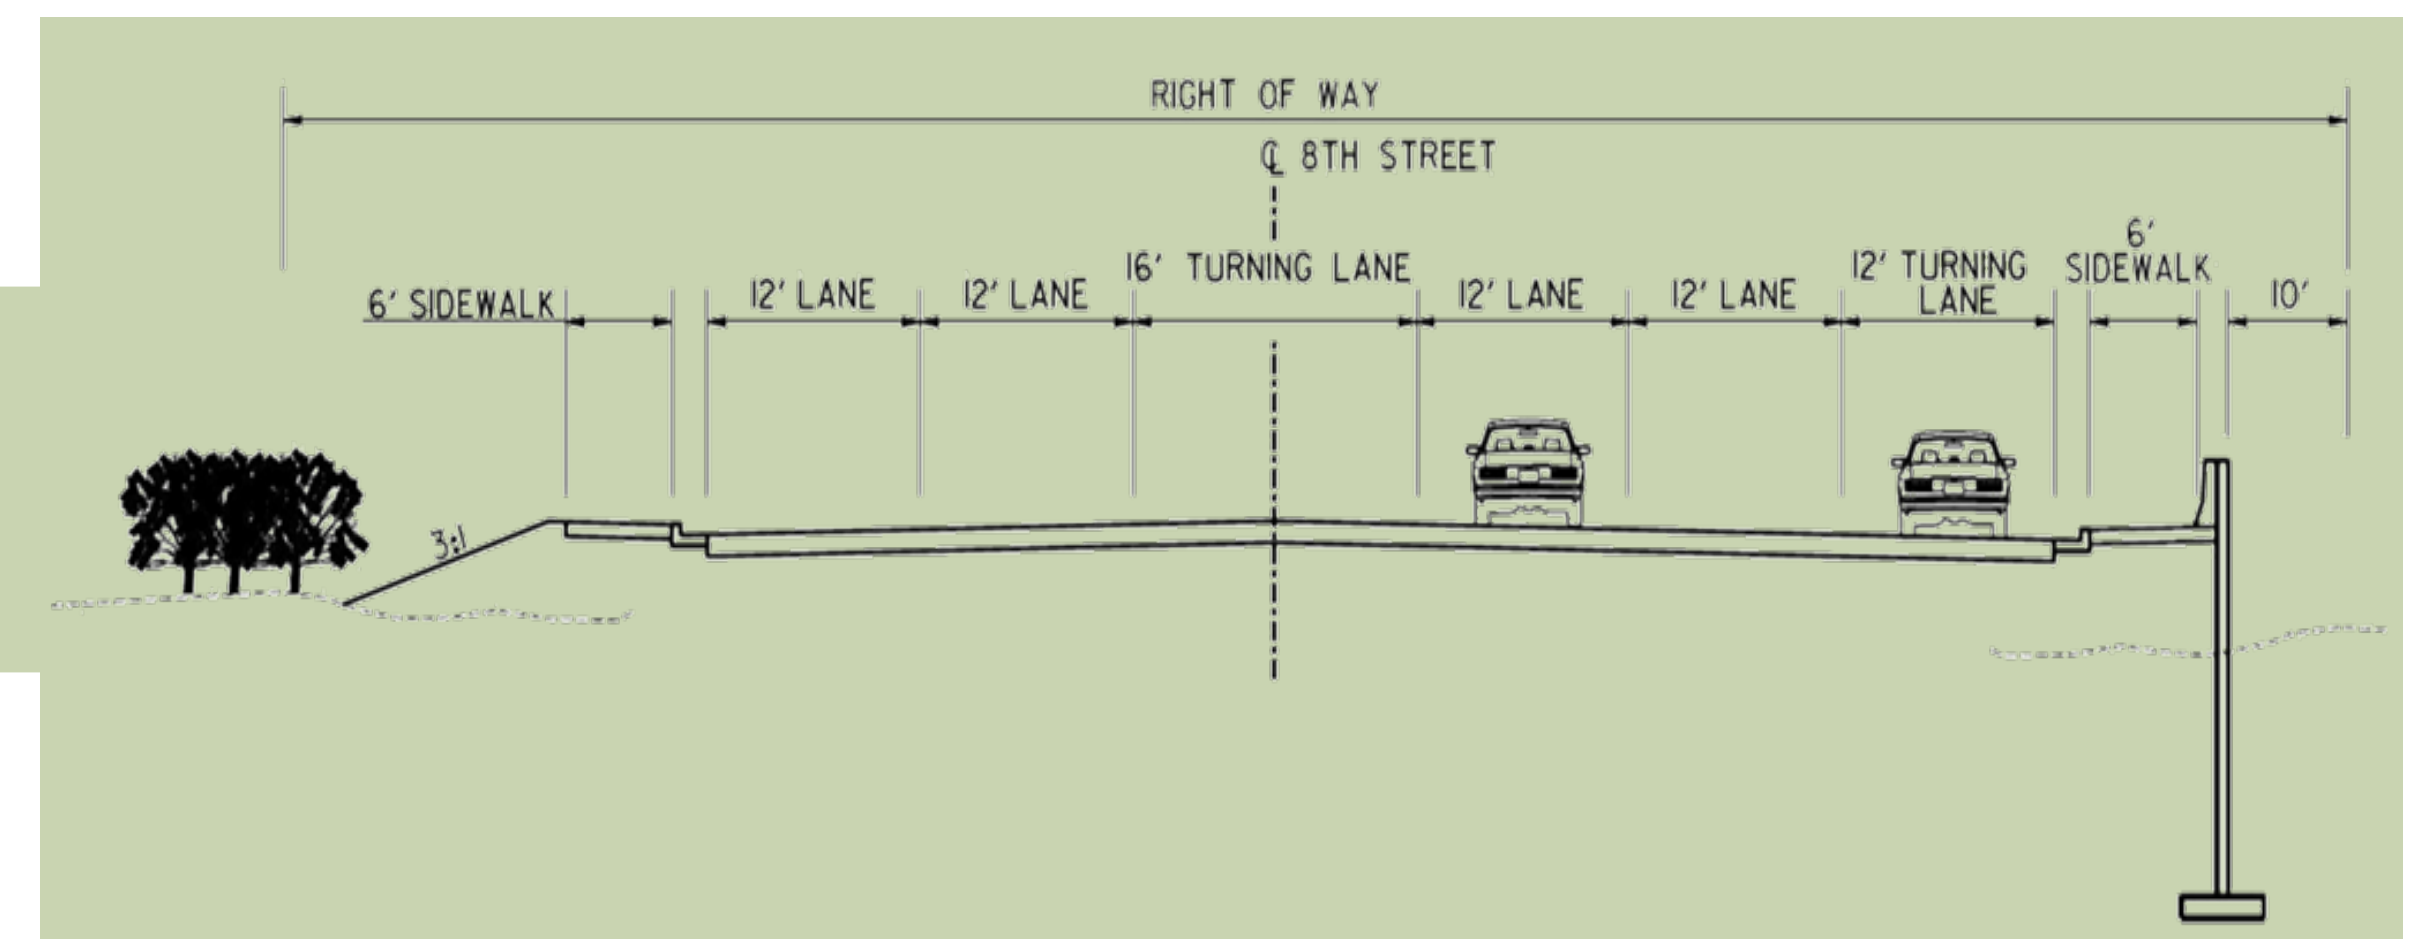 RIGHT OF WAY
℄ 8TH STREET
6' SIDEWALK
12' LANE
12' LANE
16' TURNING LANE
12' LANE
12' LANE
12' TURNING
LANE
6'
SIDEWALK
10'
3:1